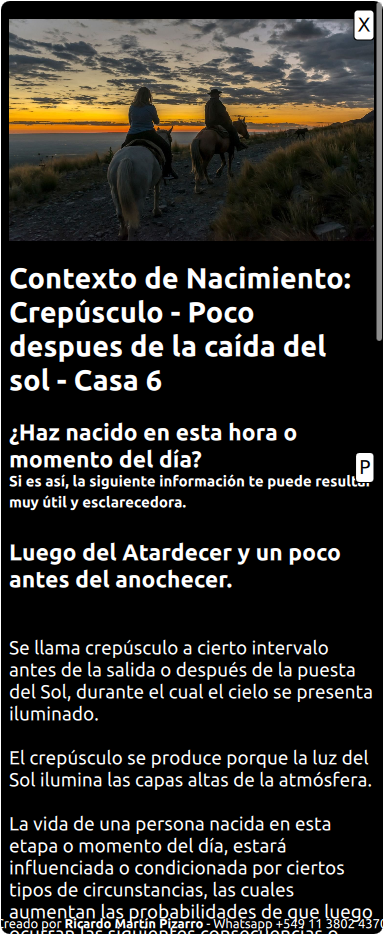 X
Contexto de Nacimiento:
Crepúsculo - Poco
despues de la caída del
sol - Casa 6
¿Haz nacido en esta hora o
momento del día?
P
Si es así, la siguiente información te puede resultar
muy útil y esclarecedora.
Luego del Atardecer y un poco
antes del anochecer.
Se llama crepúsculo a cierto intervalo
antes de la salida o después de la puesta
del Sol, durante el cual el cielo se presenta
iluminado.
El crepúsculo se produce porque la luz del
Sol ilumina las capas altas de la atmósfera.
La vida de una persona nacida en esta
etapa o momento del día, estará
influenciada o condicionada por ciertos
tipos de circunstancias, las cuales
aumentan las probabilidades de que luego
Creado por Ricardo Martín Pizarro - Whatsapp +549 11 3802 4370
ocurran las siguientes consecuencias o